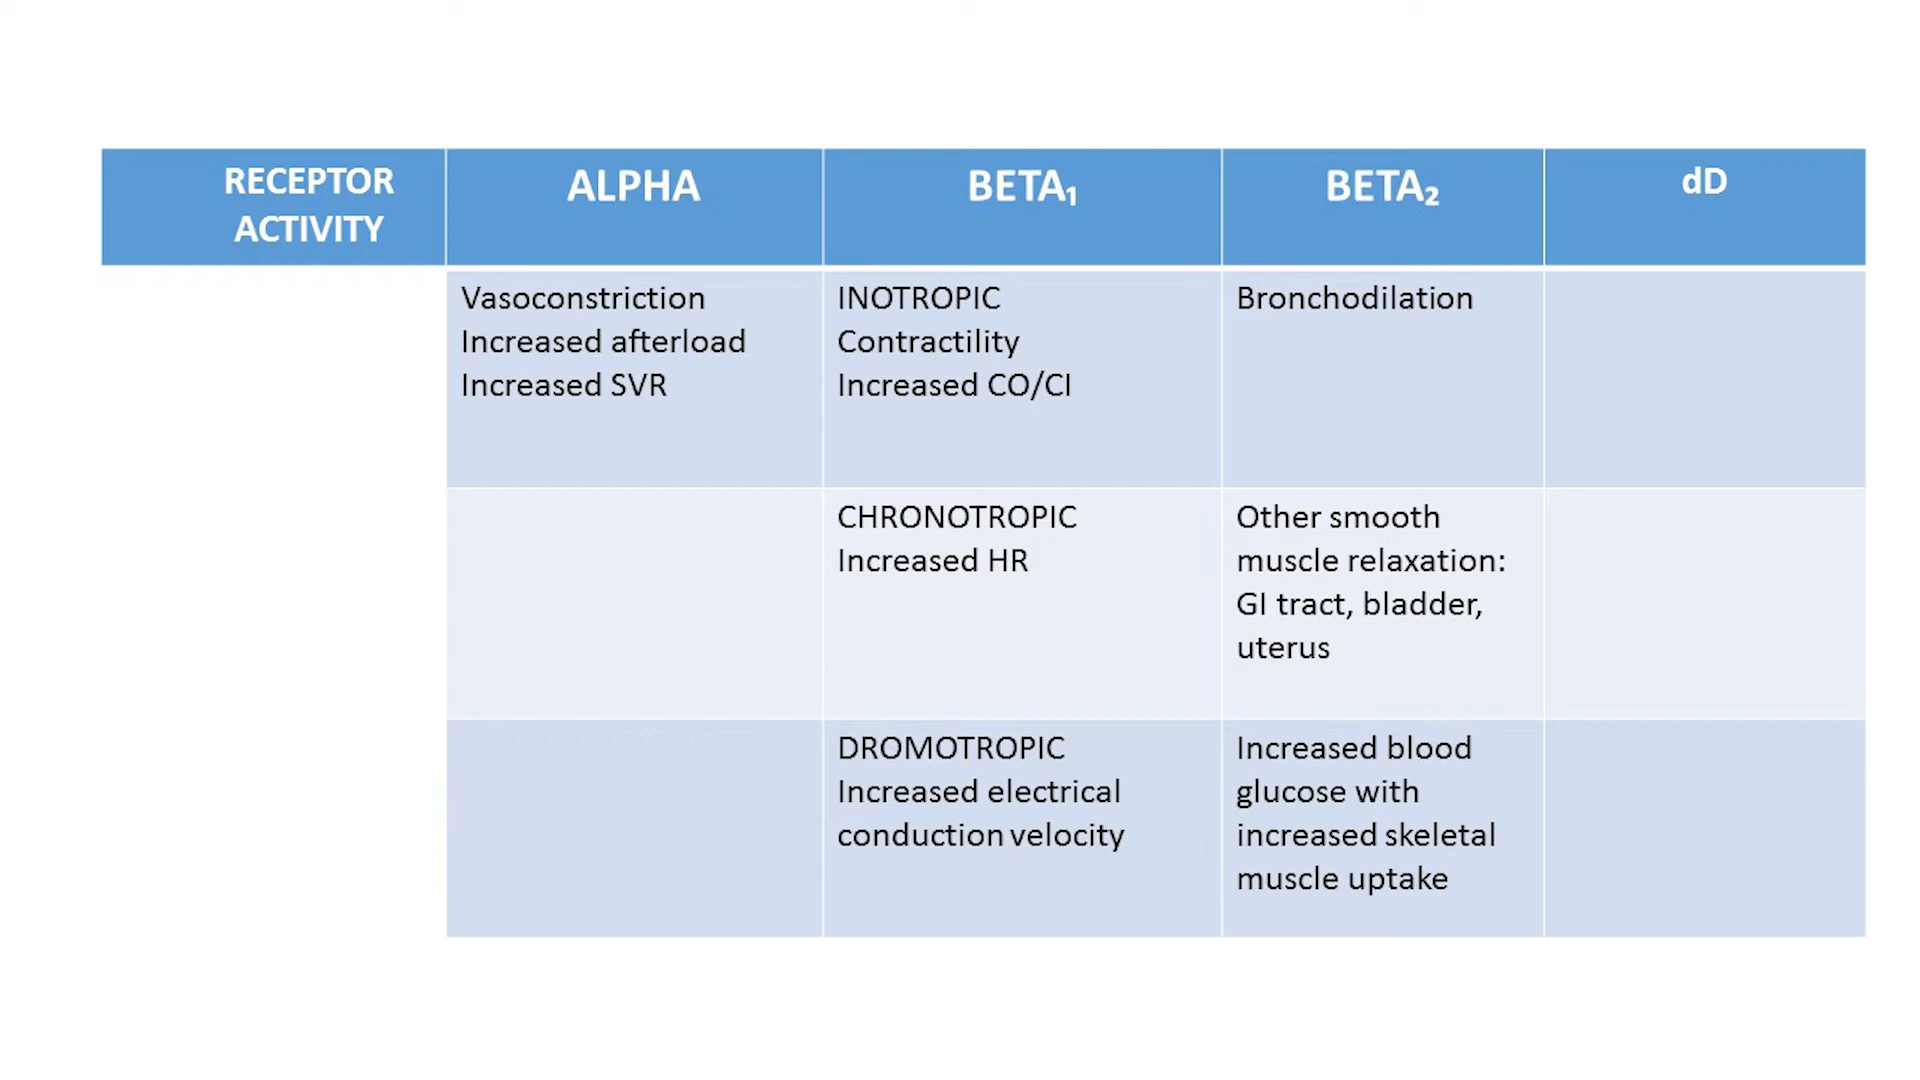 RECEPTOR
ACTIVITY
ALPHA
BETA₁
BETA₂
dD
Vasoconstriction
Increased afterload
Increased SVR
INOTROPIC
Contractility
Increased CO/CI
Bronchodilation
CHRONOTROPIC
Increased HR
Other smooth
muscle relaxation:
GI tract, bladder,
uterus
DROMOTROPIC
Increased electrical
conduction velocity
Increased blood
glucose with
increased skeletal
muscle uptake